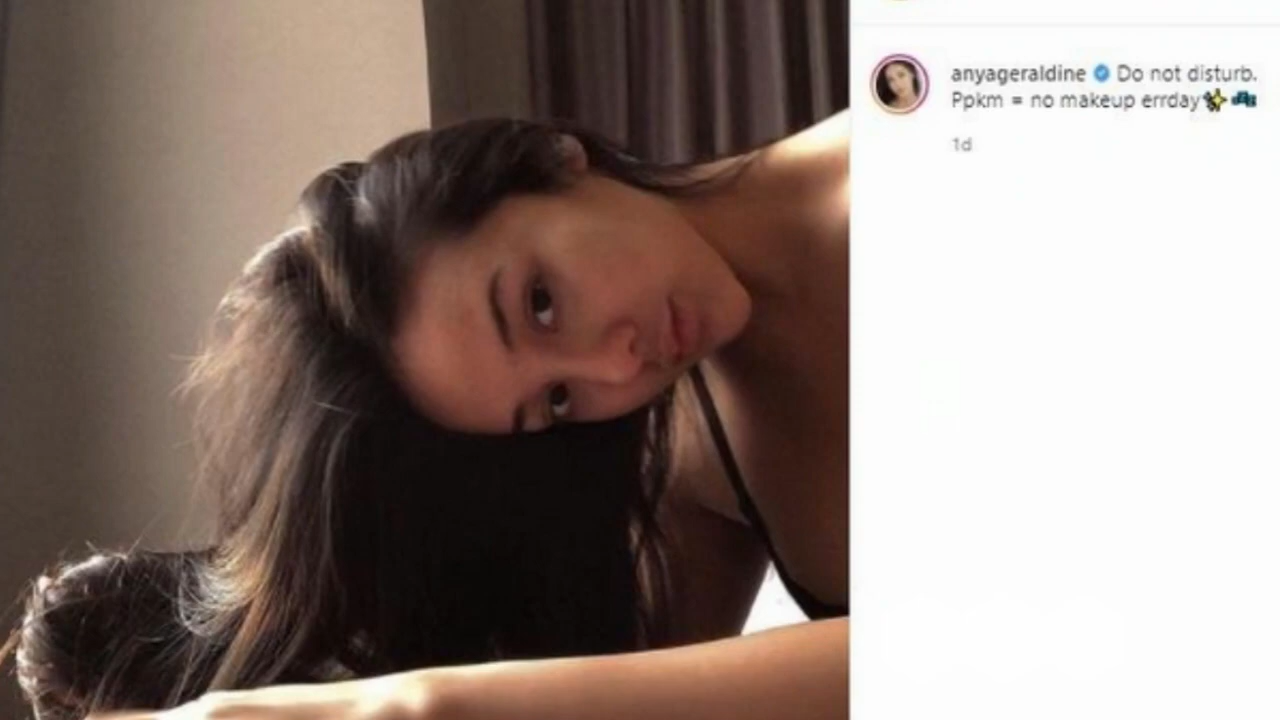 anyageraldine Do not disturb.
Ppkm = no makeup errday✨
1d